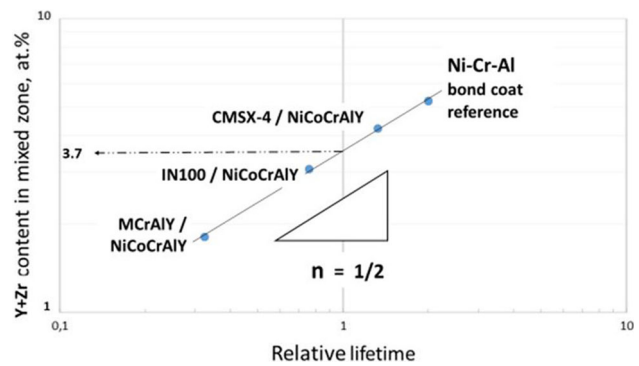 10
Y+Zr content in mixed zone, at.%
Ni-Cr-Al
bond coat
reference
CMSX-4 / NiCoCrAlY
3.7
IN100 / NiCoCrAlY
MCrAlY /
NiCoCrAlY
n = 1/2
1
0,1
1
10
Relative lifetime